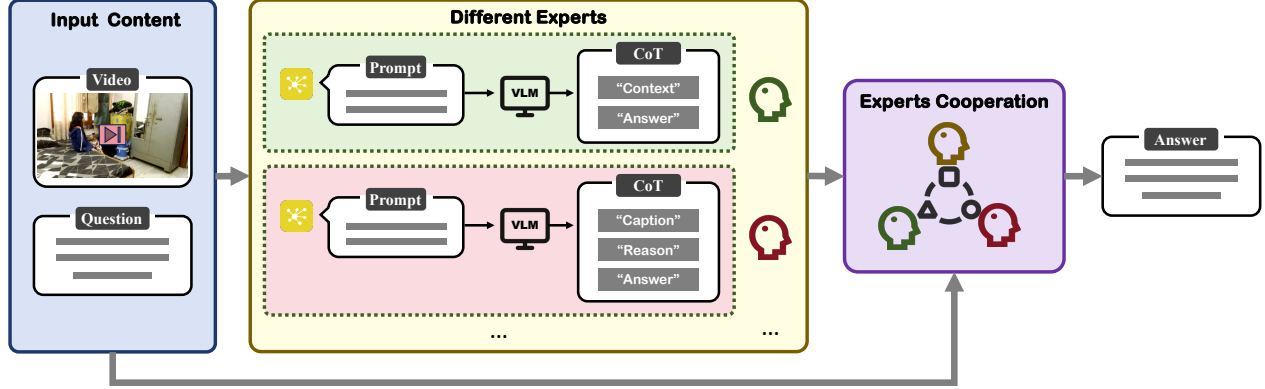 Input Content
Video
Question
Different Experts
Prompt
VLM
CoT
“Context”
“Answer”
Prompt
VLM
CoT
“Caption”
“Reason”
“Answer”
...
...
Experts Cooperation
Answer